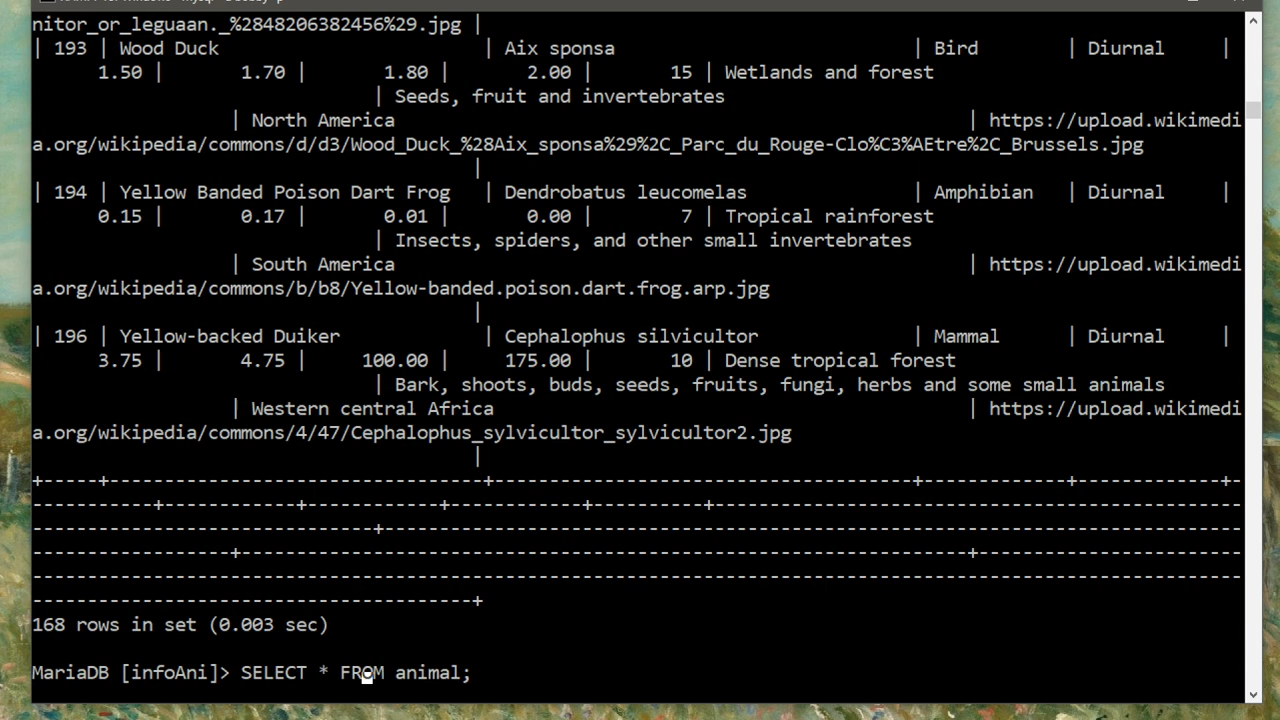 nitor_or_leguaan._%2848206382456%29.jpg |
| 193 | Wood Duck | Aix sponsa | Bird | Diurnal |
1.50 | 1.70 | 1.80 | 2.00 | 15 | Wetlands and forest
| Seeds, fruit and invertebrates
| North America | https://upload.wikimedi
a.org/wikipedia/commons/d/d3/Wood_Duck_%28Aix_sponsa%29%2C_Parc_du_Rouge-Clo%C3%AEtre%2C_Brussels.jpg
|
| 194 | Yellow Banded Poison Dart Frog | Dendrobatus leucomelas | Amphibian | Diurnal |
0.15 | 0.17 | 0.01 | 0.00 | 7 | Tropical rainforest
| Insects, spiders, and other small invertebrates
| South America | https://upload.wikimedi
a.org/wikipedia/commons/b/b8/Yellow-banded.poison.dart.frog.arp.jpg
|
| 196 | Yellow-backed Duiker | Cephalophus silvicultor | Mammal | Diurnal |
3.75 | 4.75 | 100.00 | 175.00 | 10 | Dense tropical forest
| Bark, shoots, buds, seeds, fruits, fungi, herbs and some small animals
| Western central Africa | https://upload.wikimedi
a.org/wikipedia/commons/4/47/Cephalophus_sylvicultor_sylvicultor2.jpg
|
168 rows in set (0.003 sec)
MariaDB [infoAni]> SELECT * FROM animal;